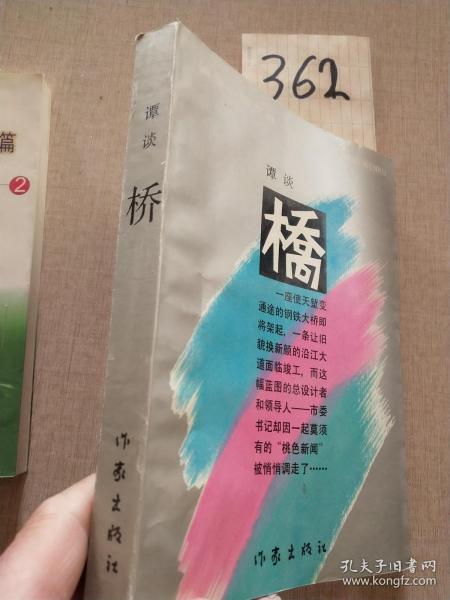 篇
2
谭谈
桥
作家出版社
362
谭谈
橋
一座使天堑变
通途的钢铁大桥即
将架起，一条让旧
貌换新颜的沿江大
道面临竣工，而这
幅蓝图的总设计者
和领导人——市委
书记却因一起莫须
有的“桃色新闻”
被悄悄调走了……
作家出版社
孔夫子旧书网
www.kongfz.com